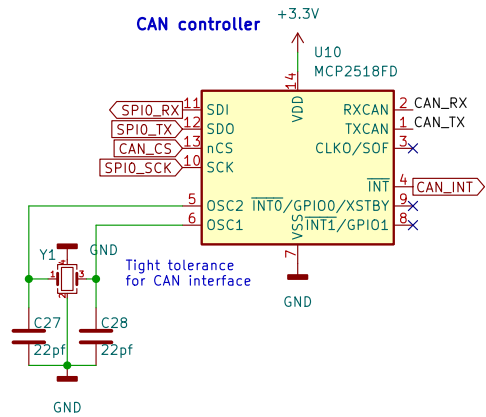 CAN controller
+3.3V
U10
MCP2518FD
14
VDD
SPI0_RX 11 SDI
SPI0_TX 12 SDO
CAN_CS 13 nCS
SPI0_SCK 10 SCK
RXCAN 2 CAN_RX
TXCAN 1 CAN_TX
CLKO/SOF 3
INT 4 CAN_INT
5 OSC2 INT0/GPIO0/XSTBY 9
6 OSC1 INT1/GPIO1 8
VSS
7
GND
Y1 GND
4
1 3
2
Tight tolerance
for CAN interface
C27 C28
22pf 22pf
GND